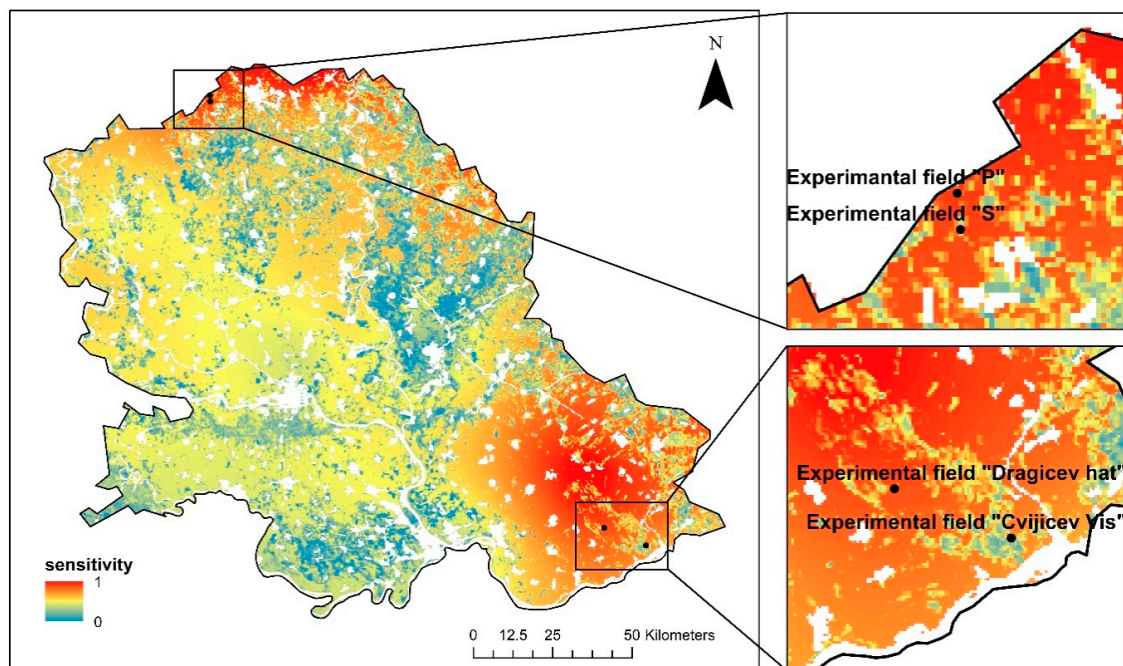 N
Experimantal field "P"
Experimental field "S"
Experimental field "Dragicev hat"
Experimental field "Cvijicev Vis"
sensitivity
1
0
0 12.5 25 50 Kilometers